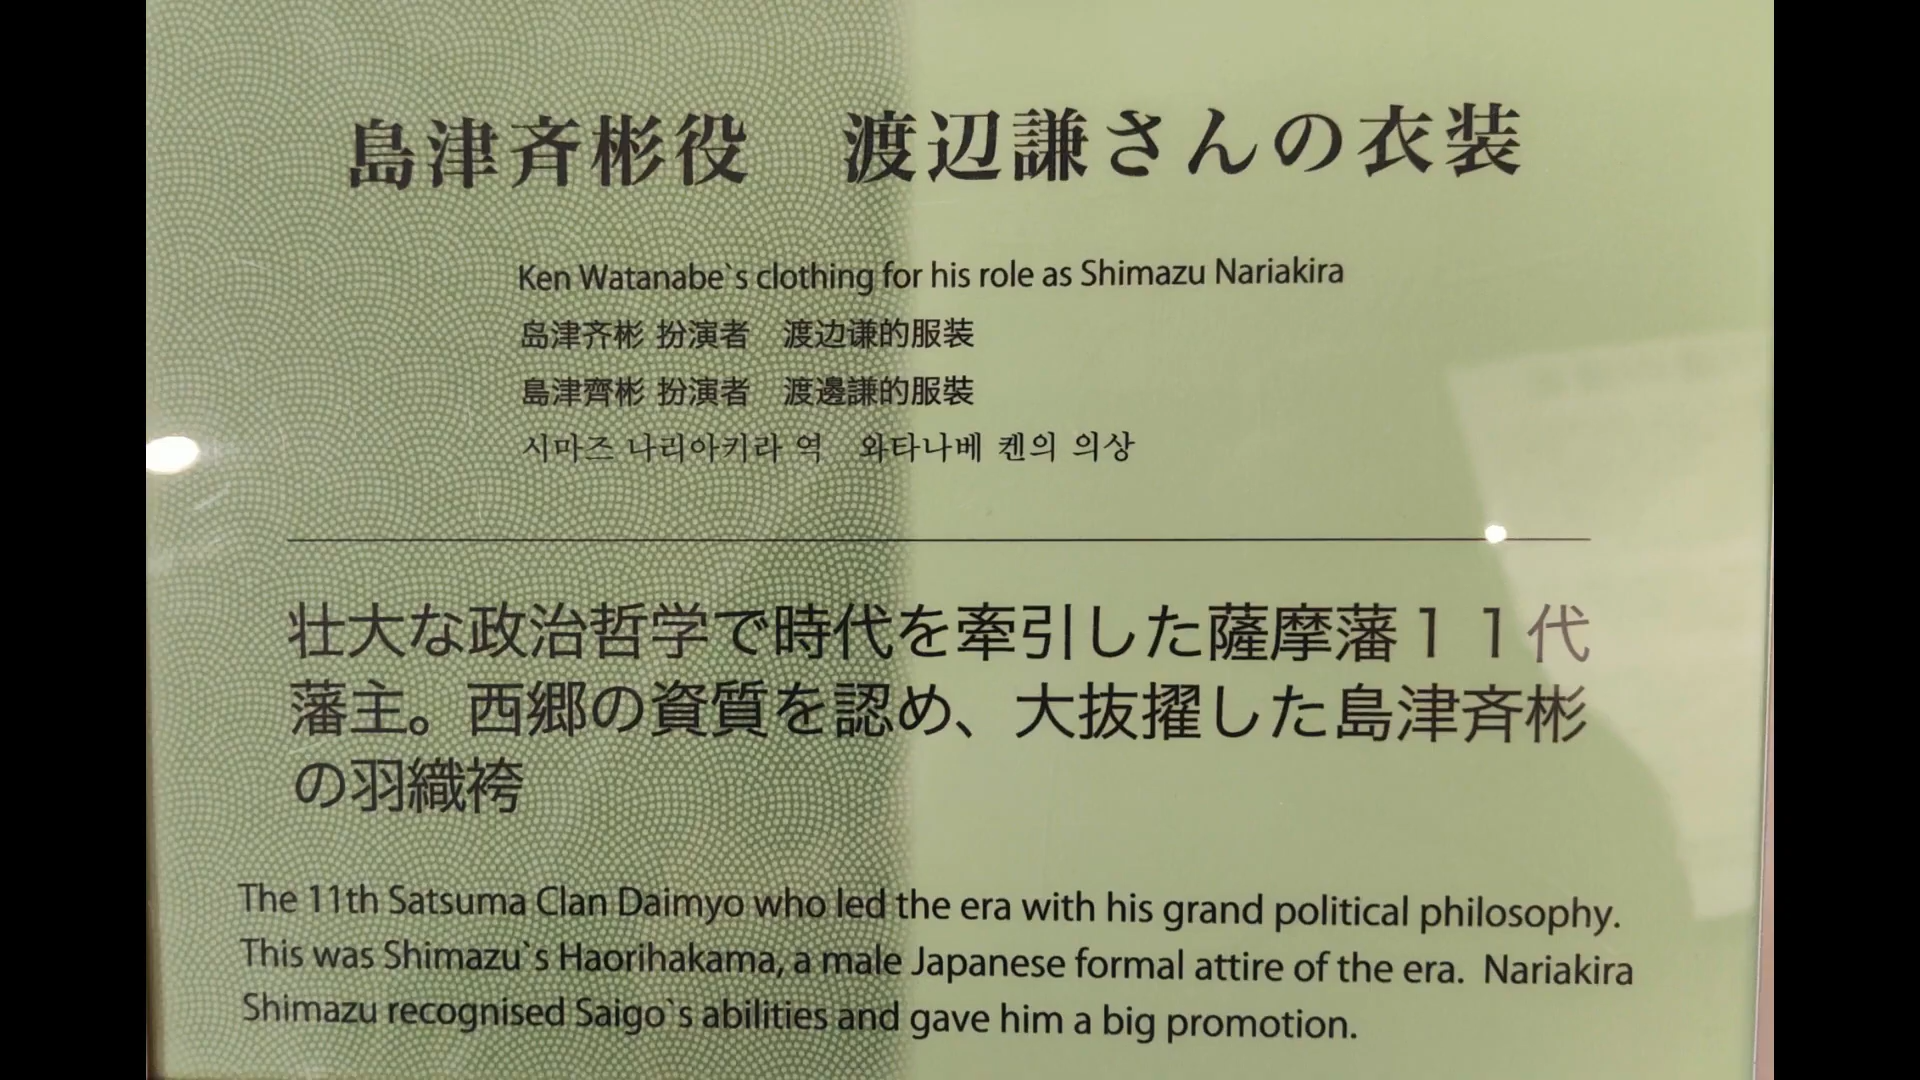 島津斉彬役　渡辺謙さんの衣装
Ken Watanabe`s clothing for his role as Shimazu Nariakira
岛津齐彬 扮演者　渡边谦的服装
島津齊彬 扮演者　渡邊謙的服裝
시마즈 나리아키라 역　와타나베 켄의 의상
壮大な政治哲学で時代を牽引した薩摩藩１１代
藩主。西郷の資質を認め、大抜擢した島津斉彬
の羽織袴
The 11th Satsuma Clan Daimyo who led the era with his grand political philosophy.
This was Shimazu`s Haorihakama, a male Japanese formal attire of the era. Nariakira
Shimazu recognised Saigo`s abilities and gave him a big promotion.